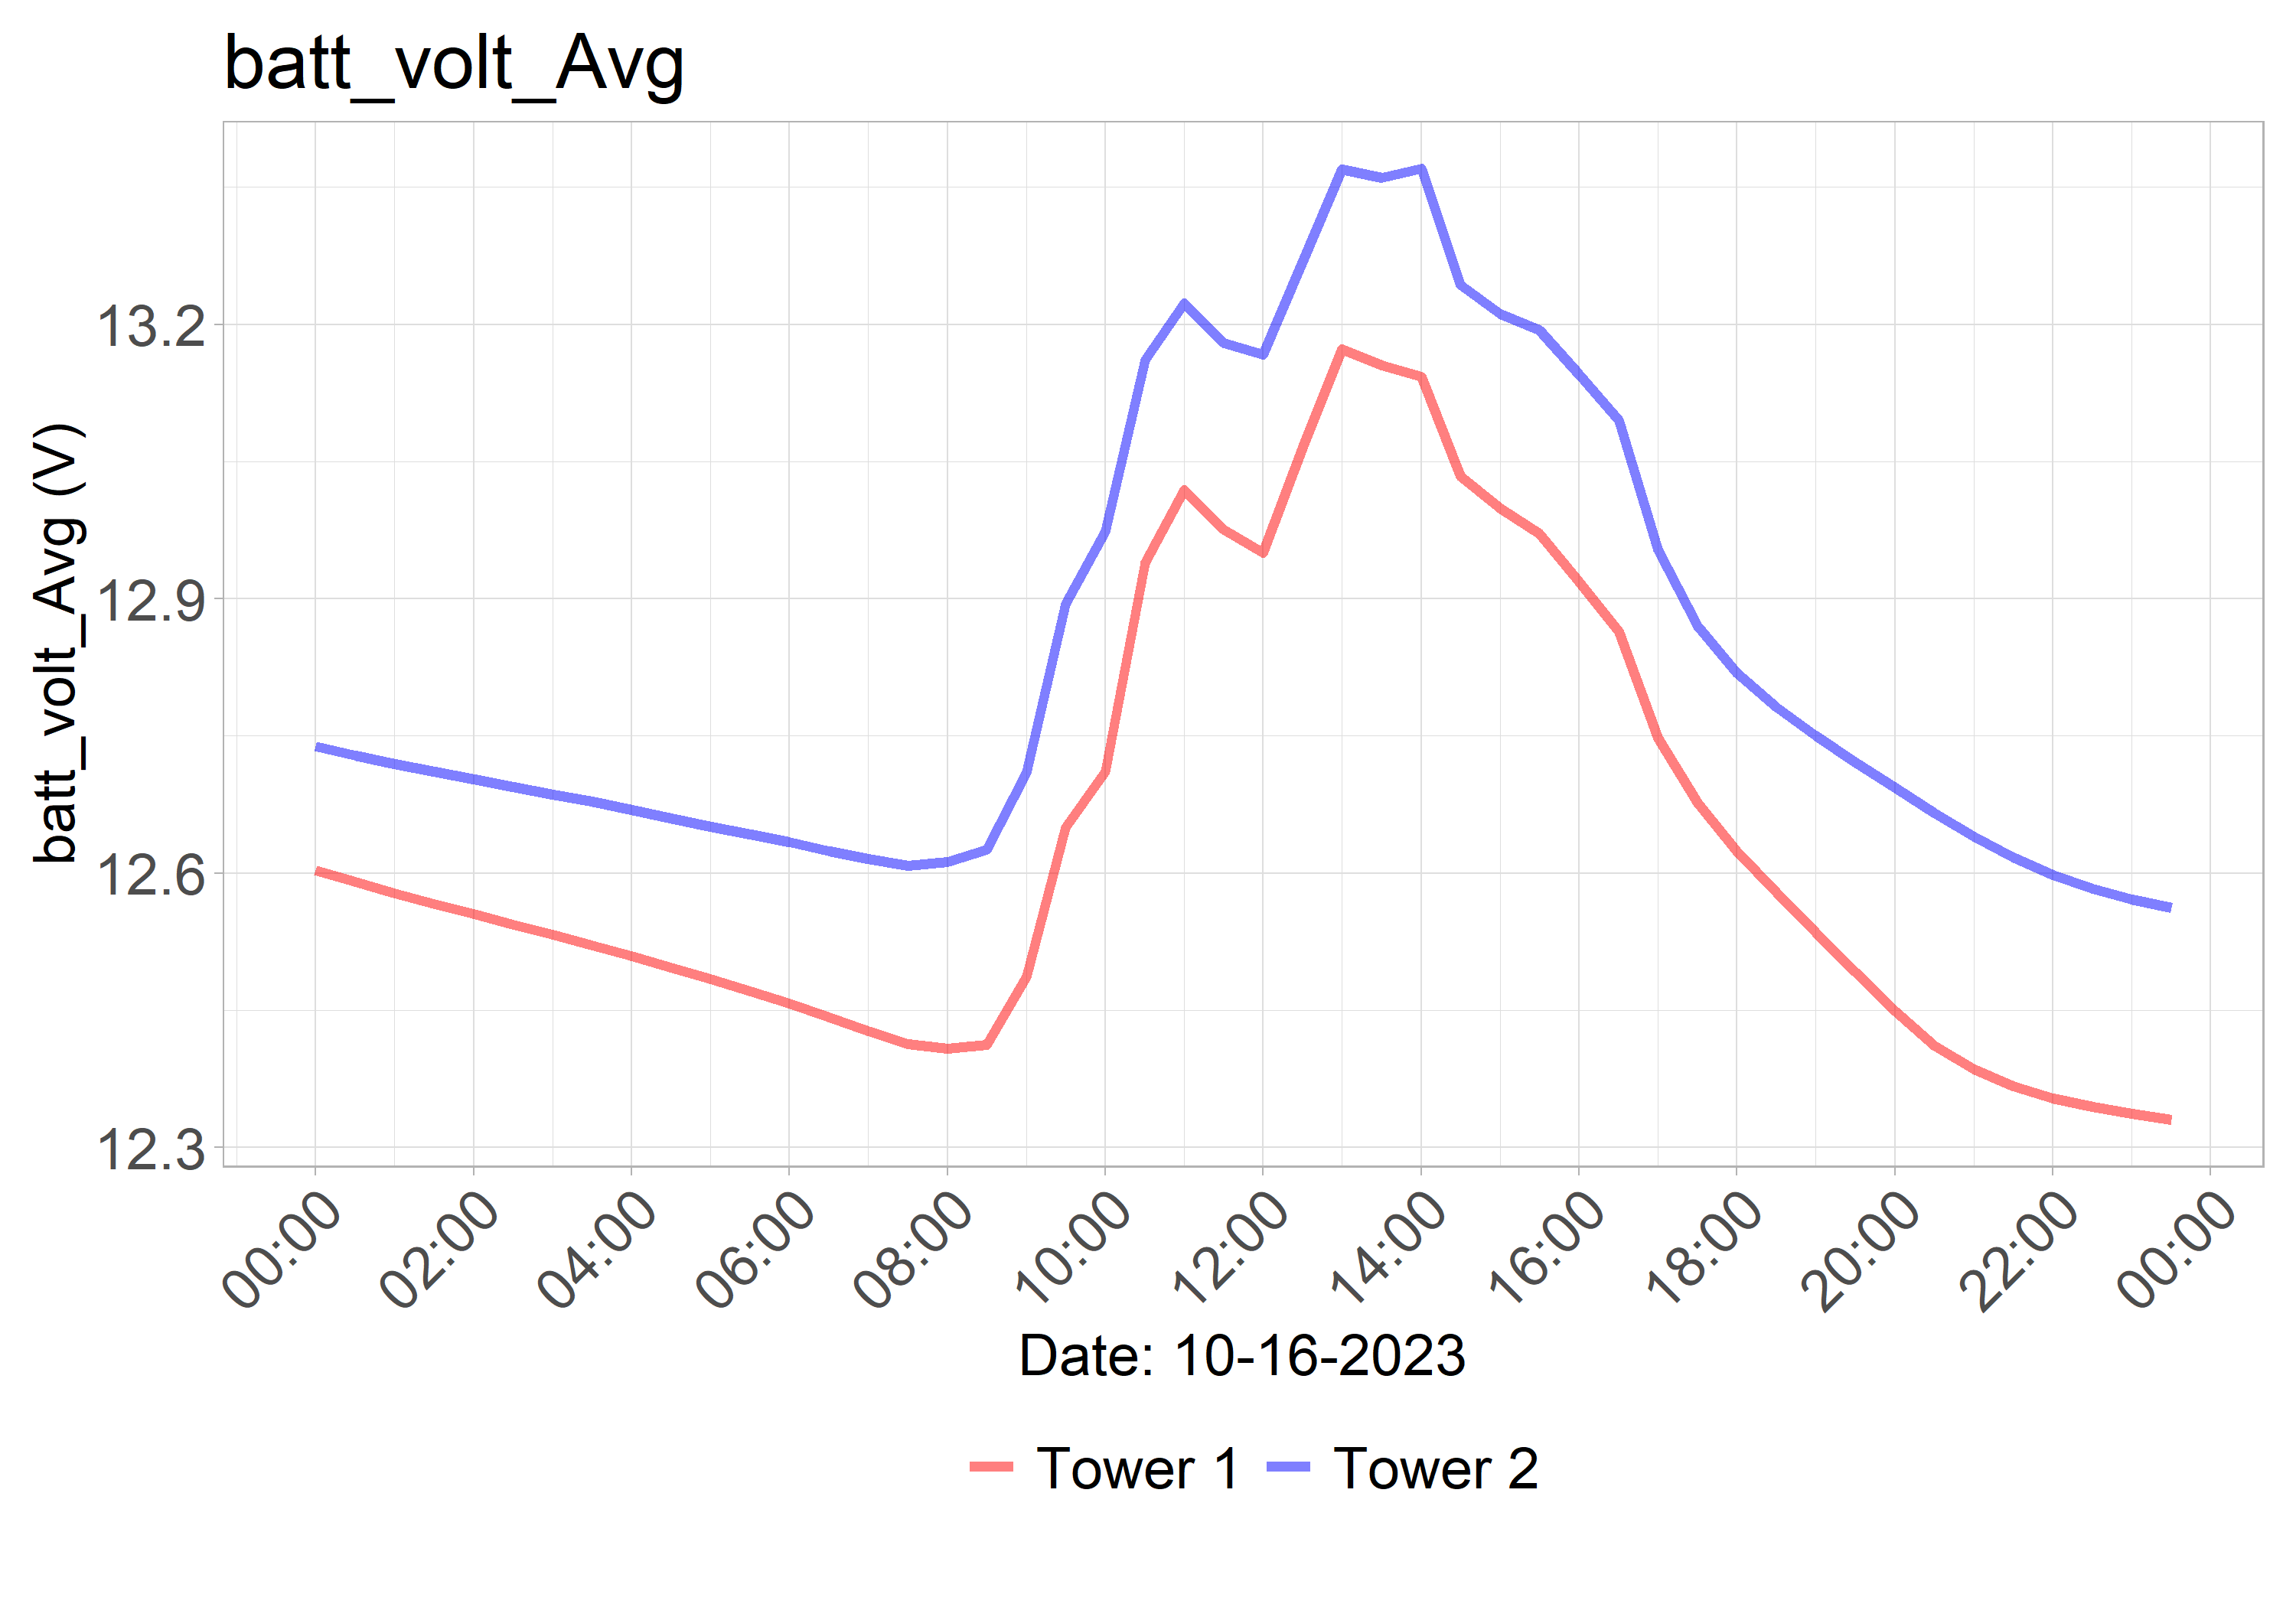 batt_volt_Avg
batt_volt_Avg (V)
13.2
12.9
12.6
12.3
00:00 02:00 04:00 06:00 08:00 10:00 12:00 14:00 16:00 18:00 20:00 22:00 00:00
Date: 10-16-2023
Tower 1 Tower 2